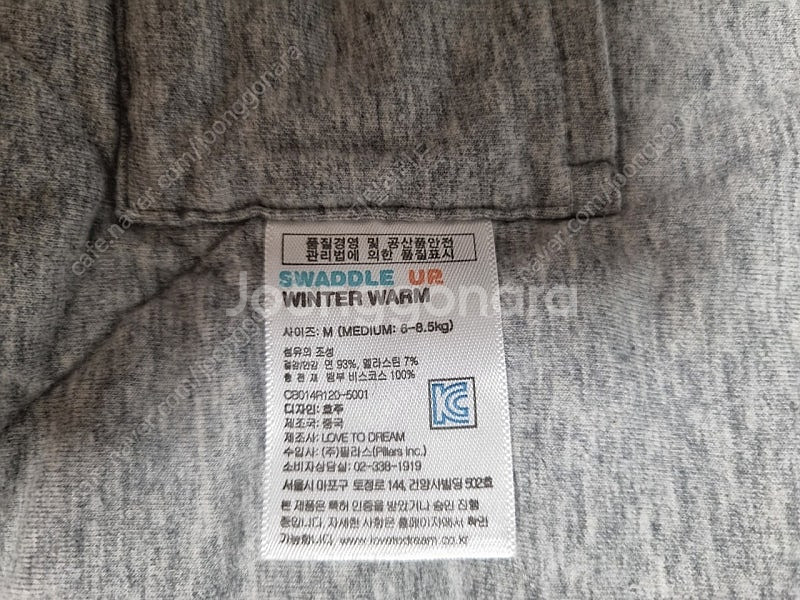 품질경영 및 공산품안전
관리법에 의한 품질표시
SWADDLE UP
WINTER WARM
사이즈: M (MEDIUM: 6-8.5kg)
섬유의 조성
겉감/안감 면 93%, 엘라스틴 7%
충 전 재 뱀부 비스코스 100%
CB014R120-5001
디자인: 호주
제조국: 중국
제조사: LOVE TO DREAM
수입사: (주)필라스(Pillars Inc.)
소비자상담실: 02-338-1919
서울시 마포구 토정로 144, 건양사빌딩 502호
본 제품은 특허 인증을 받았거나 승인 진행
중입니다. 자세한 사항은 홈페이지에서 확인
가능합니다. www.lovetodream.co.kr
KC
Joonggonara
cafe.naver.com/joonggonara